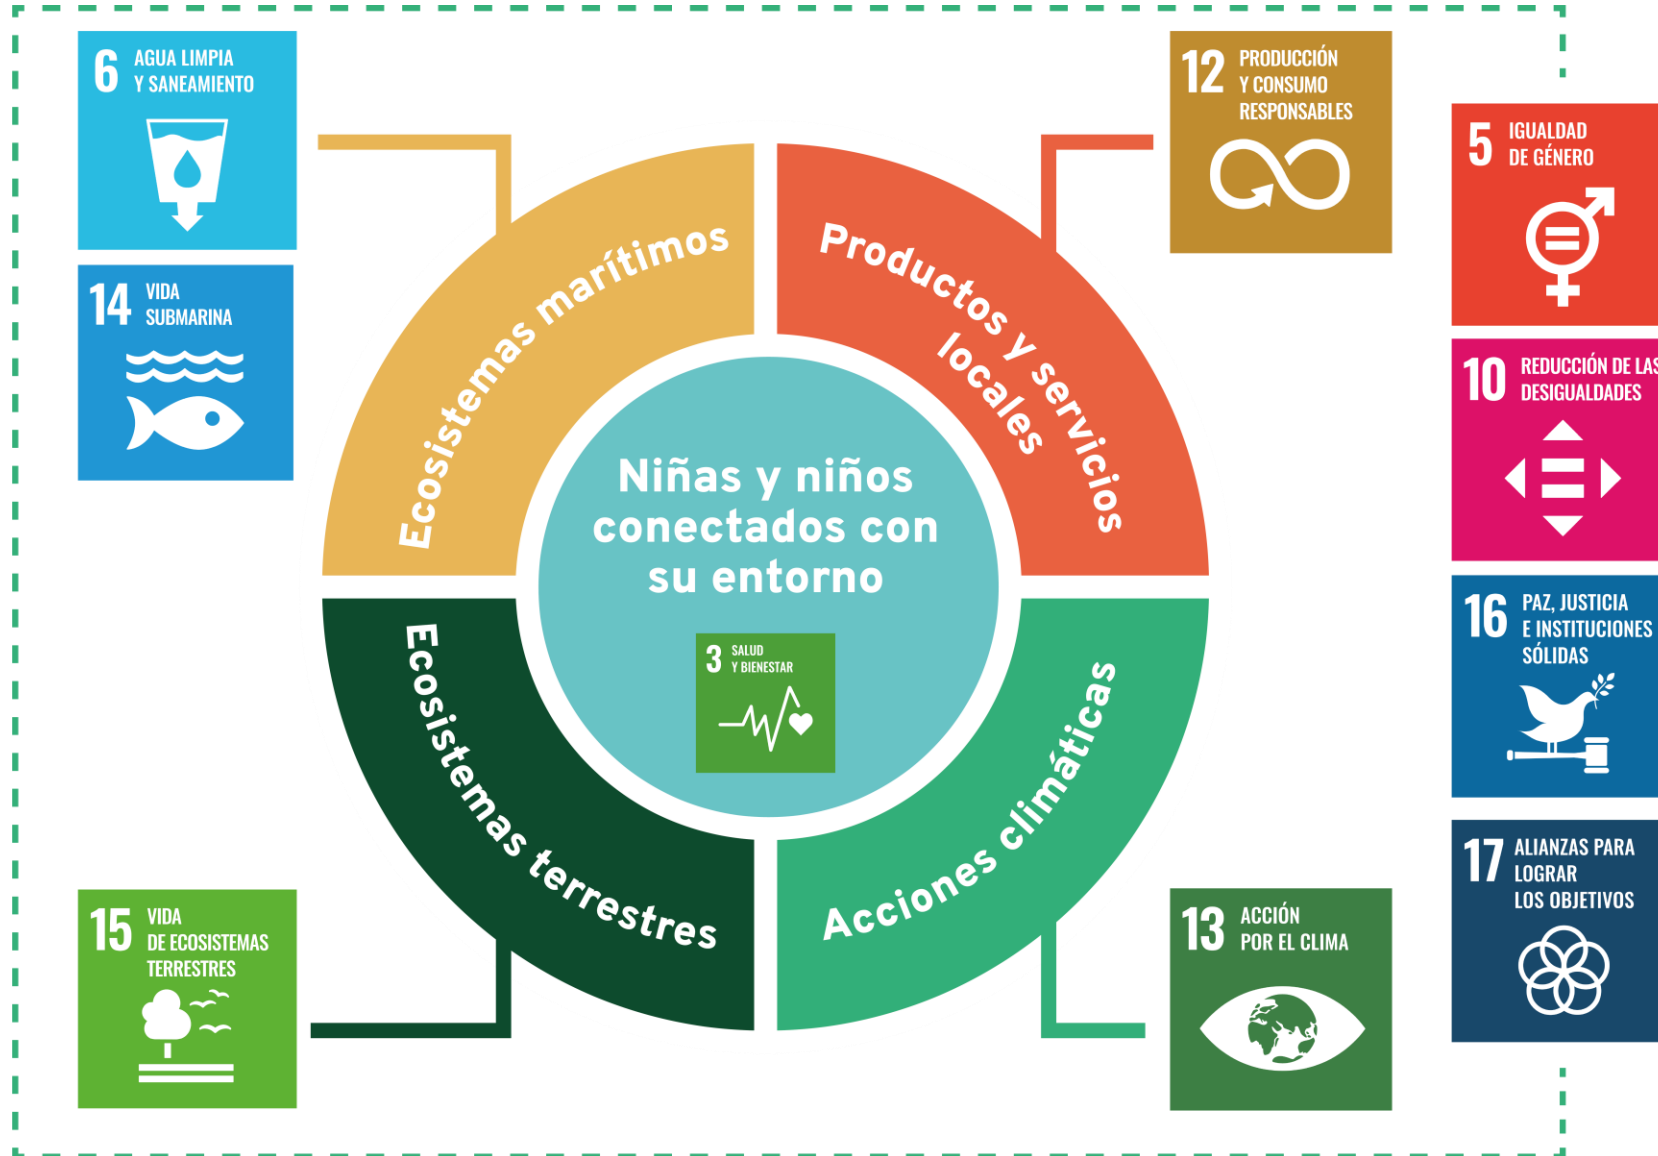 6 AGUA LIMPIA
Y SANEAMIENTO
14 VIDA
SUBMARINA
Ecosistemas marítimos
Productos y servicios
locales
12 PRODUCCIÓN
Y CONSUMO
RESPONSABLES
Niñas y niños
conectados con
su entorno
3 SALUD
Y BIENESTAR
Ecosistemas terrestres
Acciones climáticas
15 VIDA
DE ECOSISTEMAS
TERRESTRES
13 ACCIÓN
POR EL CLIMA
5 IGUALDAD
DE GÉNERO
10 REDUCCIÓN DE LAS
DESIGUALDADES
16 PAZ, JUSTICIA
E INSTITUCIONES
SÓLIDAS
17 ALIANZAS PARA
LOGRAR
LOS OBJETIVOS